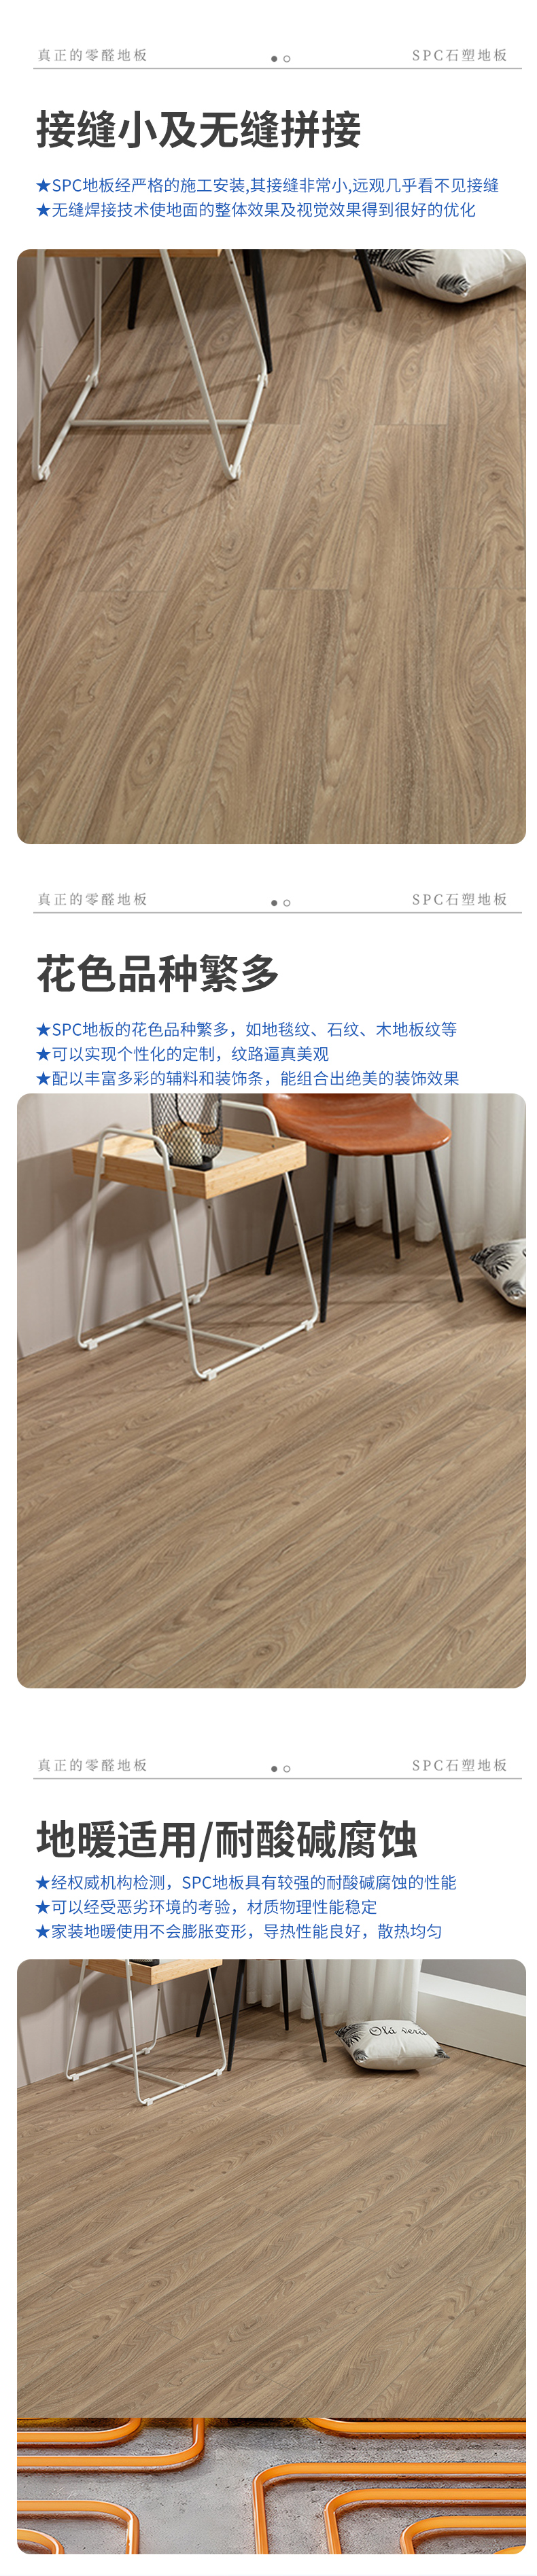 真正的零醛地板
SPC石塑地板
接缝小及无缝拼接
★SPC地板经严格的施工安装,其接缝非常小,远观几乎看不见接缝
★无缝焊接技术使地面的整体效果及视觉效果得到很好的优化
真正的零醛地板
SPC石塑地板
花色品种繁多
★SPC地板的花色品种繁多，如地毯纹、石纹、木地板纹等
★可以实现个性化的定制，纹路逼真美观
★配以丰富多彩的辅料和装饰条，能组合出绝美的装饰效果
真正的零醛地板
SPC石塑地板
地暖适用/耐酸碱腐蚀
★经权威机构检测，SPC地板具有较强的耐酸碱腐蚀的性能
★可以经受恶劣环境的考验，材质物理性能稳定
★家装地暖使用不会膨胀变形，导热性能良好，散热均匀
Olá verão